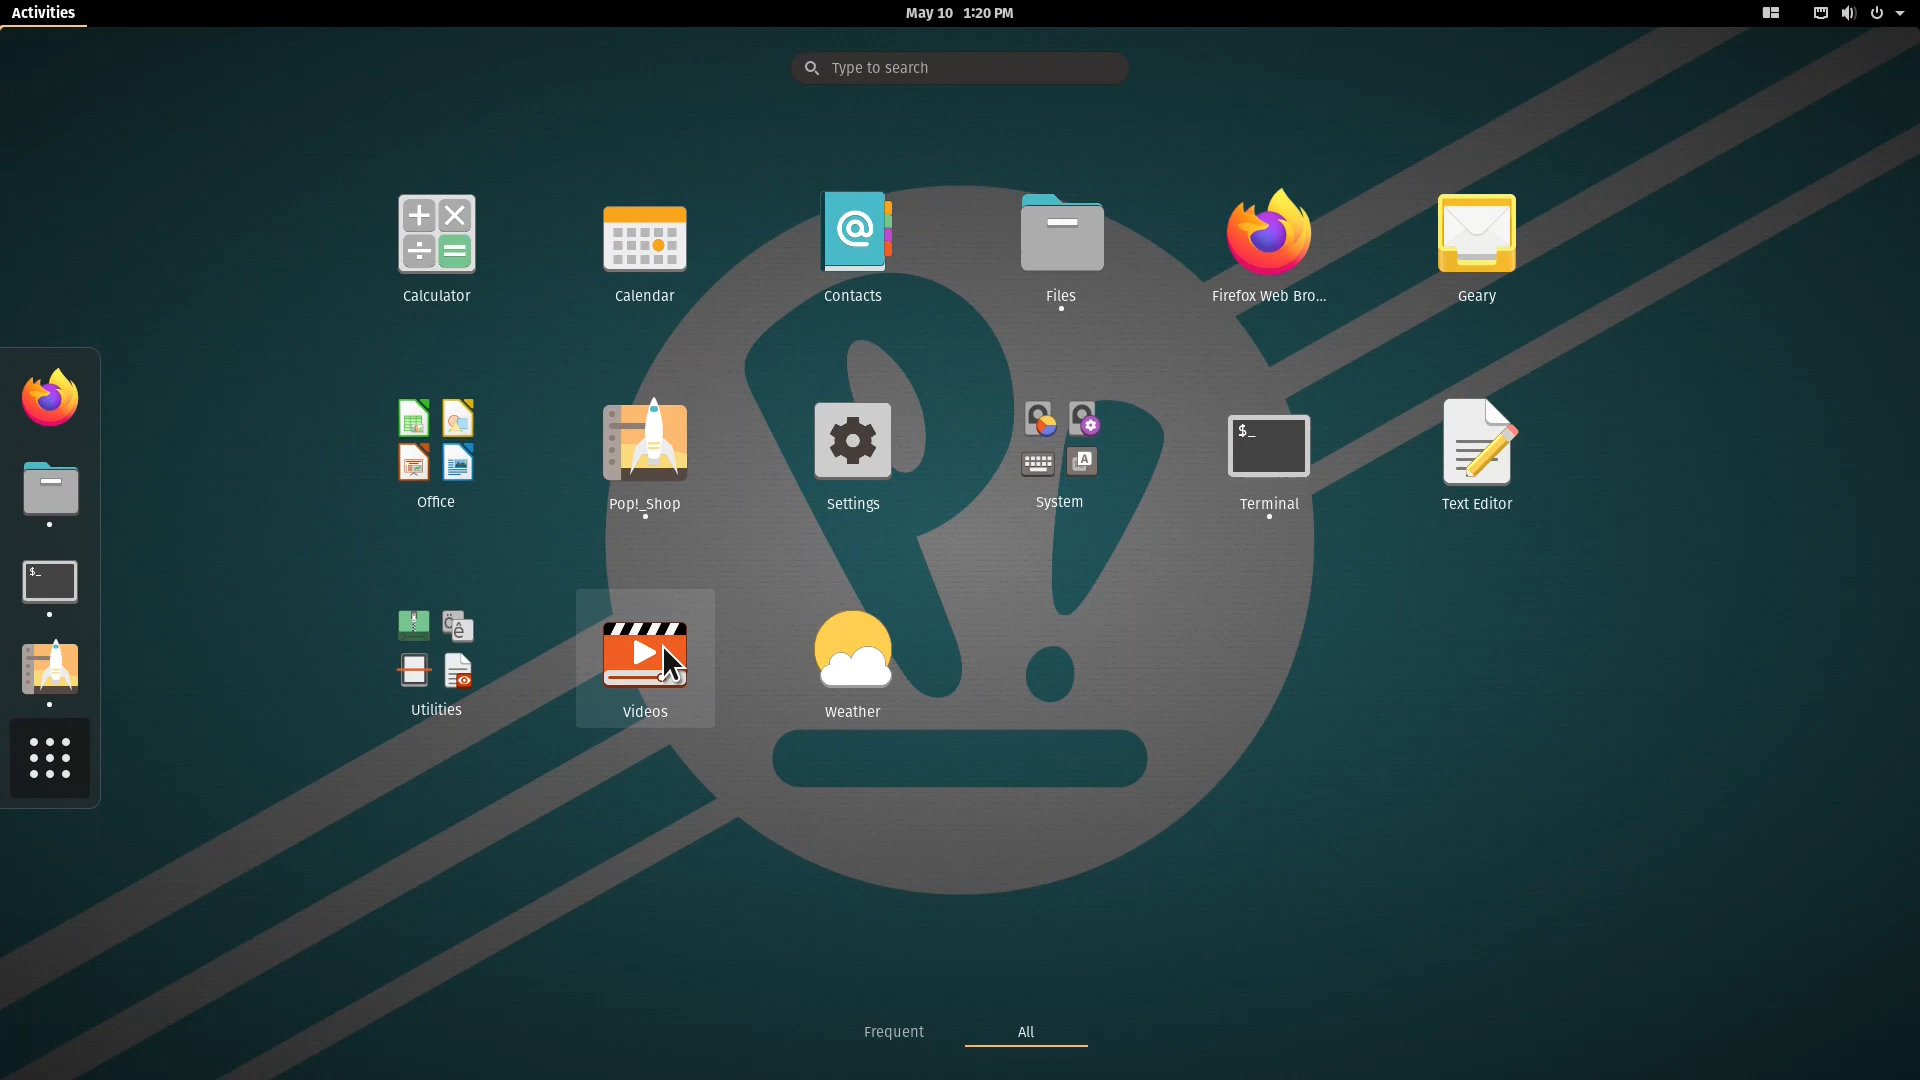 Activities
May 10 1:20 PM
Type to search
Calculator
Calendar
Contacts
Files
Firefox Web Bro...
Geary
$_
Office
Pop!_Shop
Settings
System
Terminal
Text Editor
$_
Utilities
Videos
Weather
Frequent
All